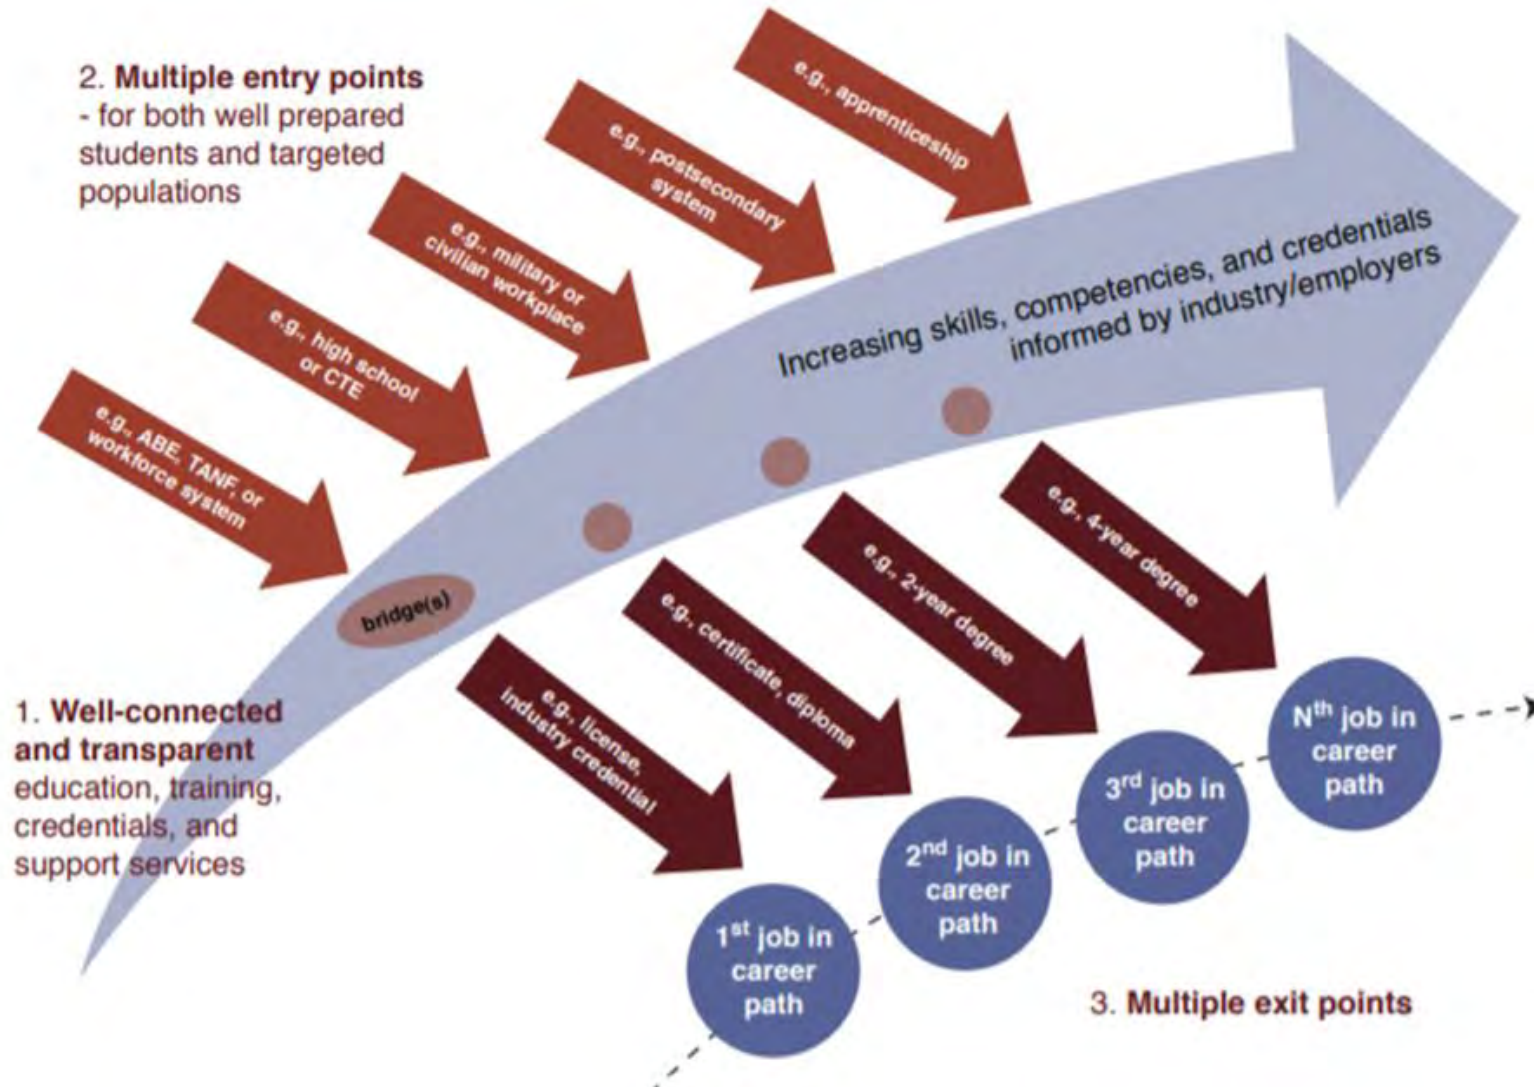 2. Multiple entry points
- for both well prepared
students and targeted
populations
e.g., apprenticeship
e.g., postsecondary
system
e.g., military or
civilian workplace
e.g., high school
or CTE
e.g., ABE, TANF, or
workforce system
Increasing skills, competencies, and credentials
informed by industry/employers
bridge(s)
1. Well-connected
and transparent
education, training,
credentials, and
support services
e.g., license,
industry credential
e.g., certificate, diploma
e.g., 2-year degree
e.g., 4-year degree
1st job in
career
path
2nd job in
career
path
3rd job in
career
path
Nth job in
career
path
3. Multiple exit points